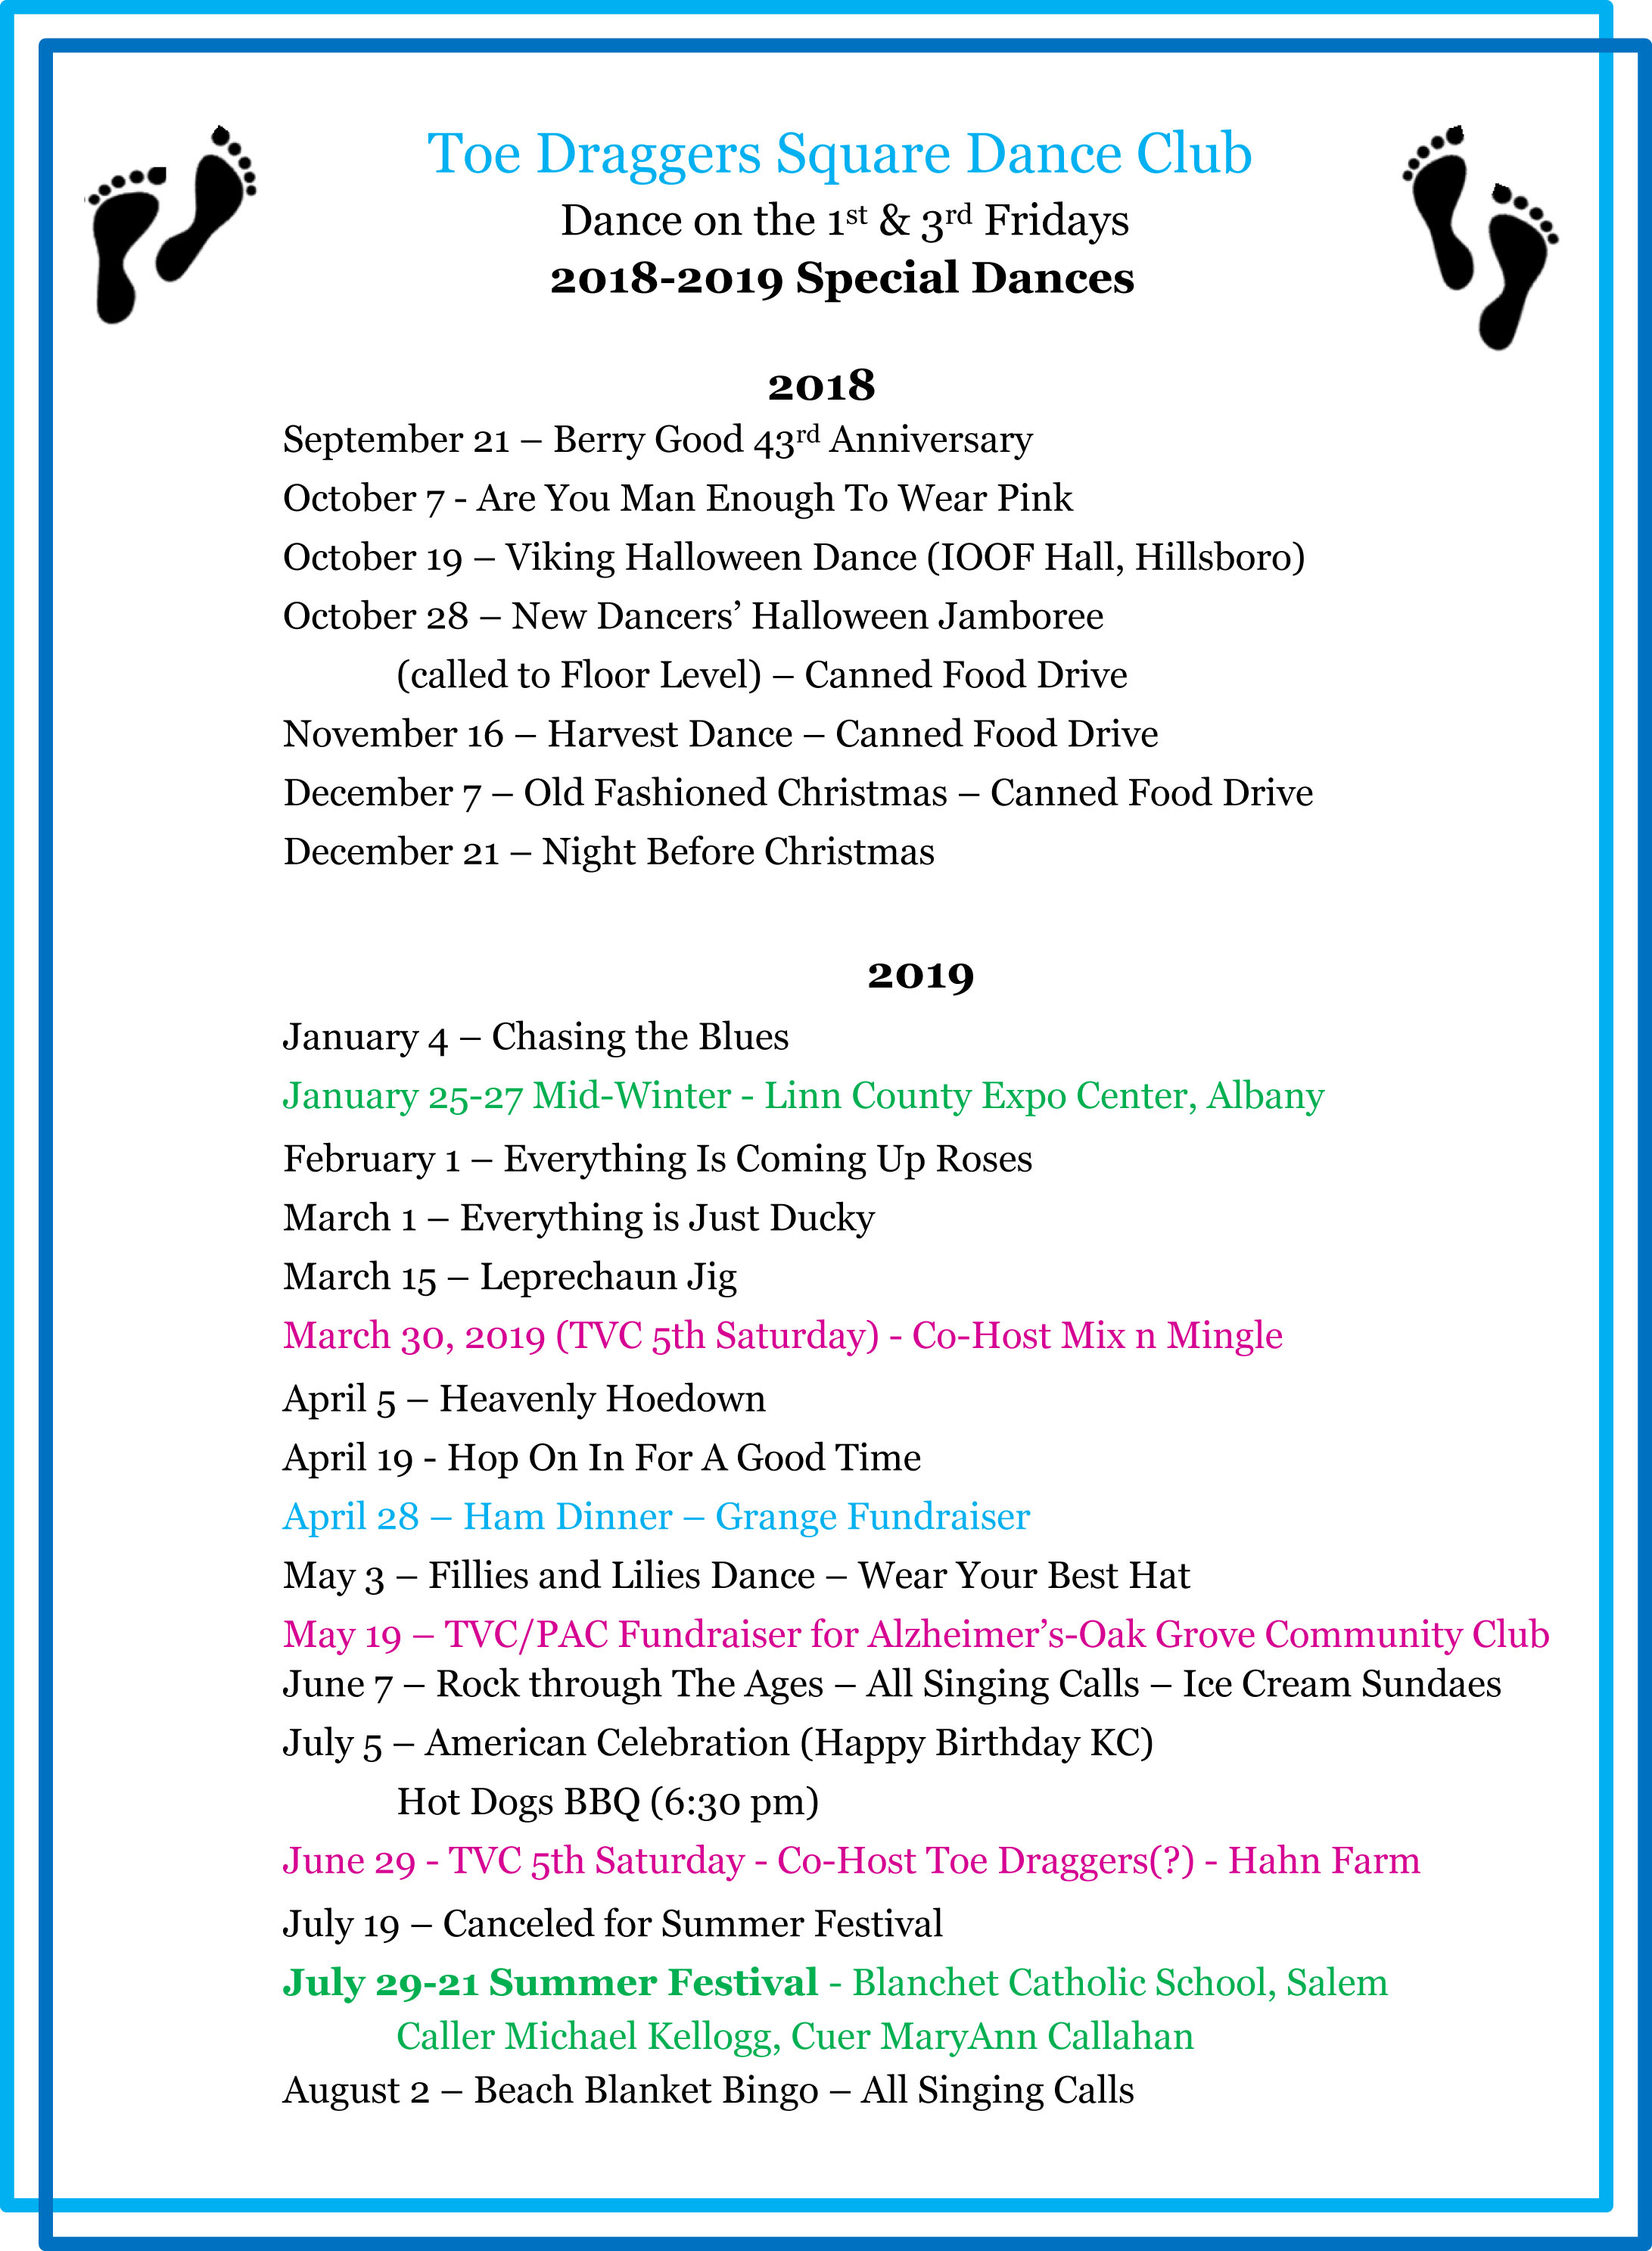 Toe Draggers Square Dance Club
Dance on the 1st & 3rd Fridays
2018-2019 Special Dances
2018
September 21 – Berry Good 43rd Anniversary
October 7 - Are You Man Enough To Wear Pink
October 19 – Viking Halloween Dance (IOOF Hall, Hillsboro)
October 28 – New Dancers’ Halloween Jamboree
(called to Floor Level) – Canned Food Drive
November 16 – Harvest Dance – Canned Food Drive
December 7 – Old Fashioned Christmas – Canned Food Drive
December 21 – Night Before Christmas
2019
January 4 – Chasing the Blues
January 25-27 Mid-Winter - Linn County Expo Center, Albany
February 1 – Everything Is Coming Up Roses
March 1 – Everything is Just Ducky
March 15 – Leprechaun Jig
March 30, 2019 (TVC 5th Saturday) - Co-Host Mix n Mingle
April 5 – Heavenly Hoedown
April 19 - Hop On In For A Good Time
April 28 – Ham Dinner – Grange Fundraiser
May 3 – Fillies and Lilies Dance – Wear Your Best Hat
May 19 – TVC/PAC Fundraiser for Alzheimer’s-Oak Grove Community Club
June 7 – Rock through The Ages – All Singing Calls – Ice Cream Sundaes
July 5 – American Celebration (Happy Birthday KC)
Hot Dogs BBQ (6:30 pm)
June 29 - TVC 5th Saturday - Co-Host Toe Draggers(?) - Hahn Farm
July 19 – Canceled for Summer Festival
July 29-21 Summer Festival - Blanchet Catholic School, Salem
Caller Michael Kellogg, Cuer MaryAnn Callahan
August 2 – Beach Blanket Bingo – All Singing Calls